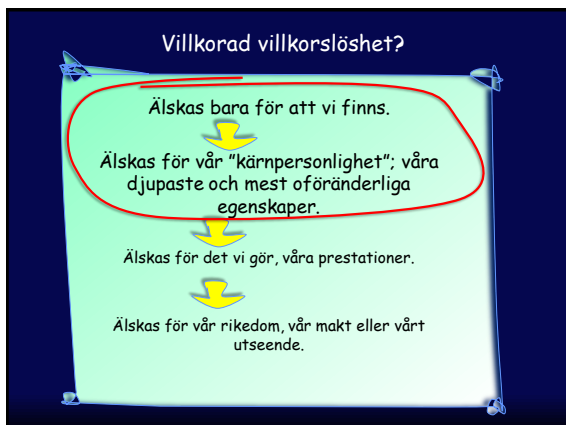 Villkorad villkorslöshet?
Älskas bara för att vi finns.
Älskas för vår ”kärnpersonlighet”; våra
djupaste och mest oföränderliga
egenskaper.
Älskas för det vi gör, våra prestationer.
Älskas för vår rikedom, vår makt eller vårt
utseende.